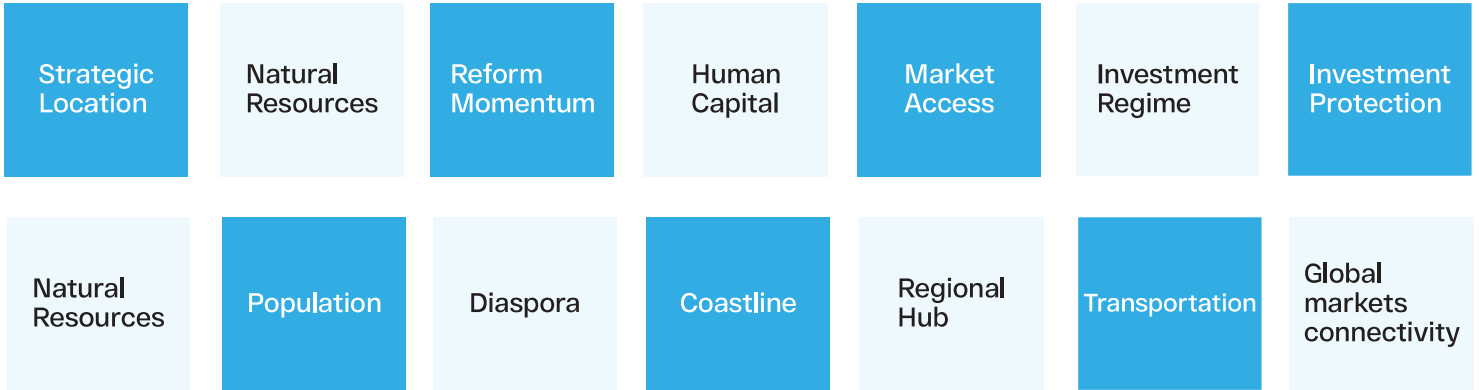 Strategic
Location
Natural
Resources
Reform
Momentum
Human
Capital
Market
Access
Investment
Regime
Investment
Protection
Natural
Resources
Population
Diaspora
Coastline
Regional
Hub
Transportation
Global
markets
connectivity